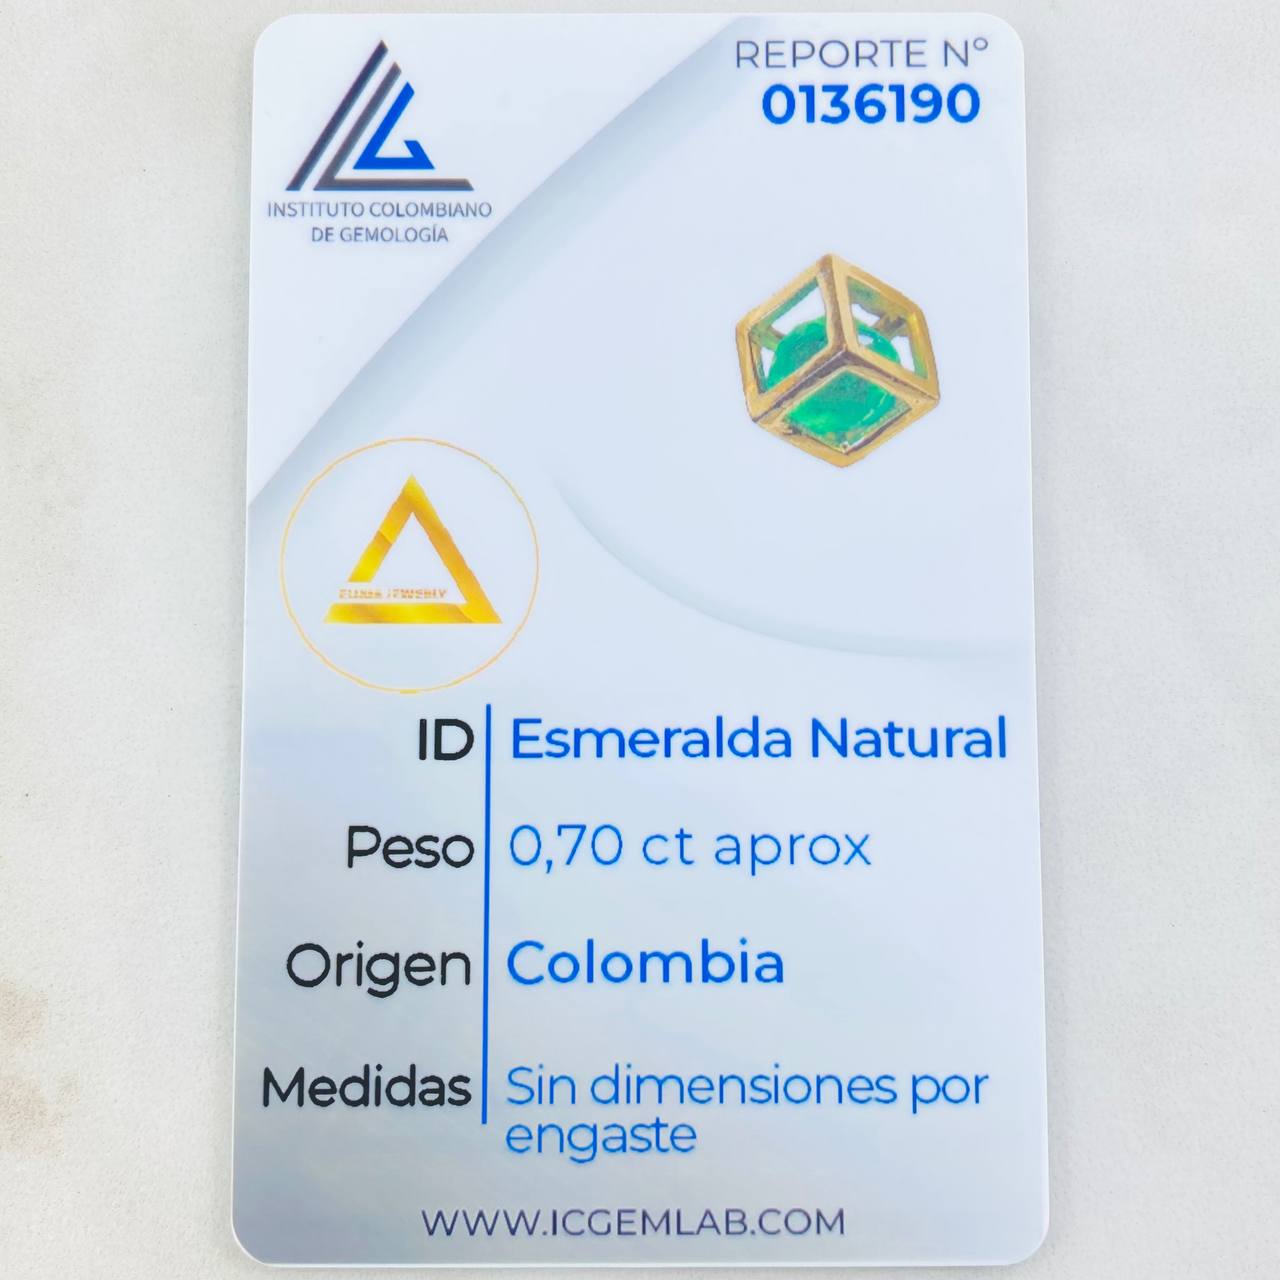 REPORTE Nº
0136190
INSTITUTO COLOMBIANO
DE GEMOLOGÍA
ID Esmeralda Natural
Peso 0,70 ct aprox
Origen Colombia
Medidas Sin dimensiones por
engaste
WWW.ICGEMLAB.COM